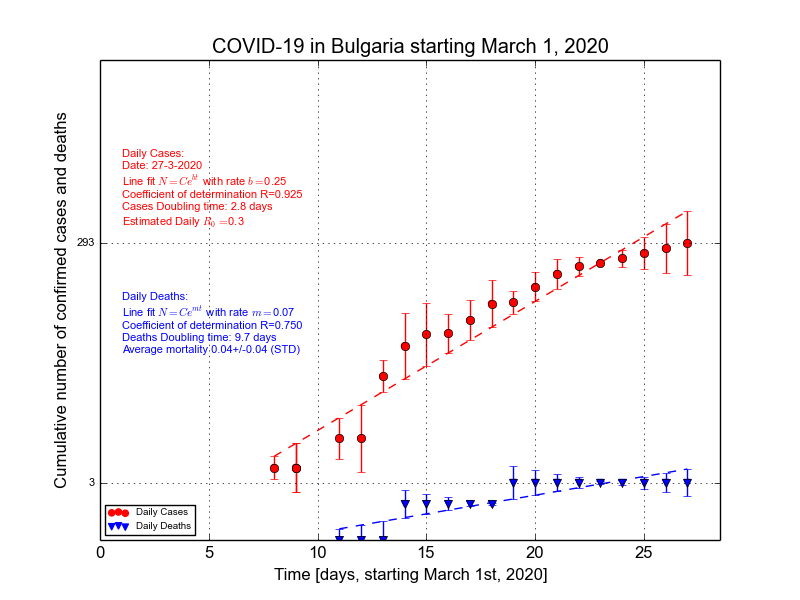 COVID-19 in Bulgaria starting March 1, 2020
Cumulative number of confirmed cases and deaths
Daily Cases:
Date: 27-3-2020
Line fit N = Ce^{bt} with rate b =0.25
Coefficient of determination R=0.925
Cases Doubling time: 2.8 days
Estimated Daily R_0 =0.3
293
Daily Deaths:
Line fit N = Ce^{mt} with rate m =0.07
Coefficient of determination R=0.750
Deaths Doubling time: 9.7 days
Average mortality 0.04+/-0.04 (STD)
3
Daily Cases
Daily Deaths
0 5 10 15 20 25
Time [days, starting March 1st, 2020]